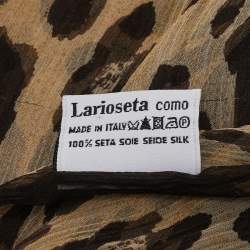 Larioseta como
MADE IN ITALY
100% SETA SOIE SEIDE SILK